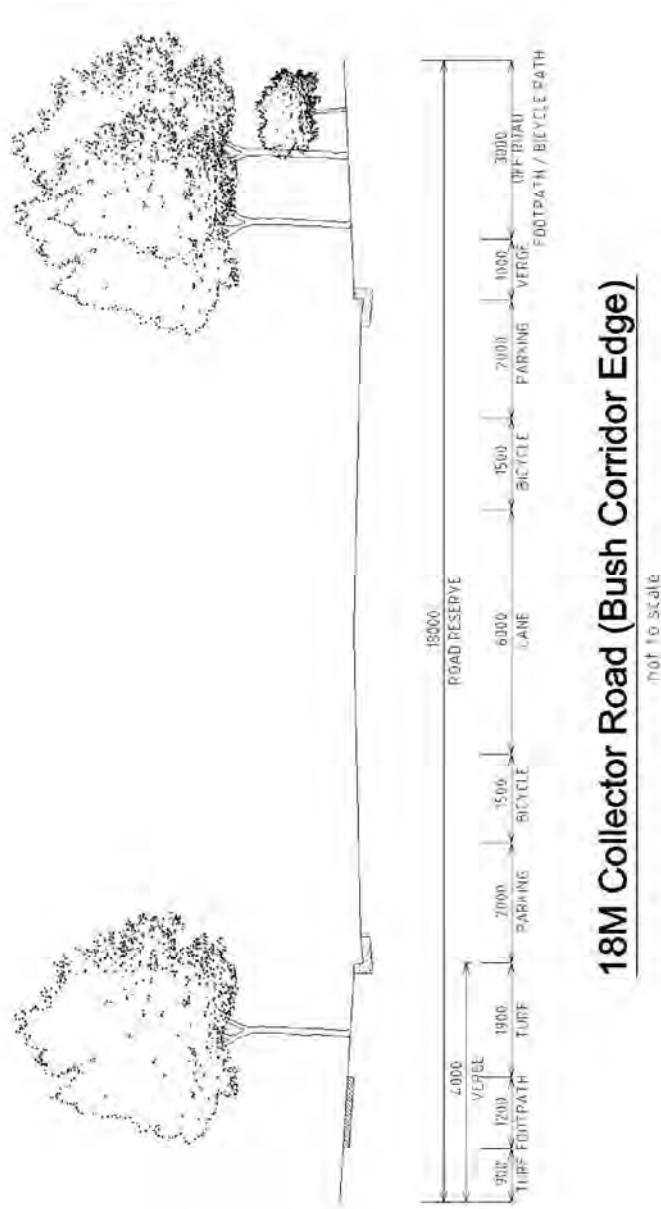 18000
ROAD RESERVE
4000
VERGE
900
TURF
1200
FOOTPATH
1900
TURF
2000
PARKING
1500
BICYCLE
6000
LANE
1500
BICYCLE
2000
PARKING
1000
VERGE
3000
OFF ROAD
FOOTPATH / BICYCLE PATH
18M Collector Road (Bush Corridor Edge)
not to scale